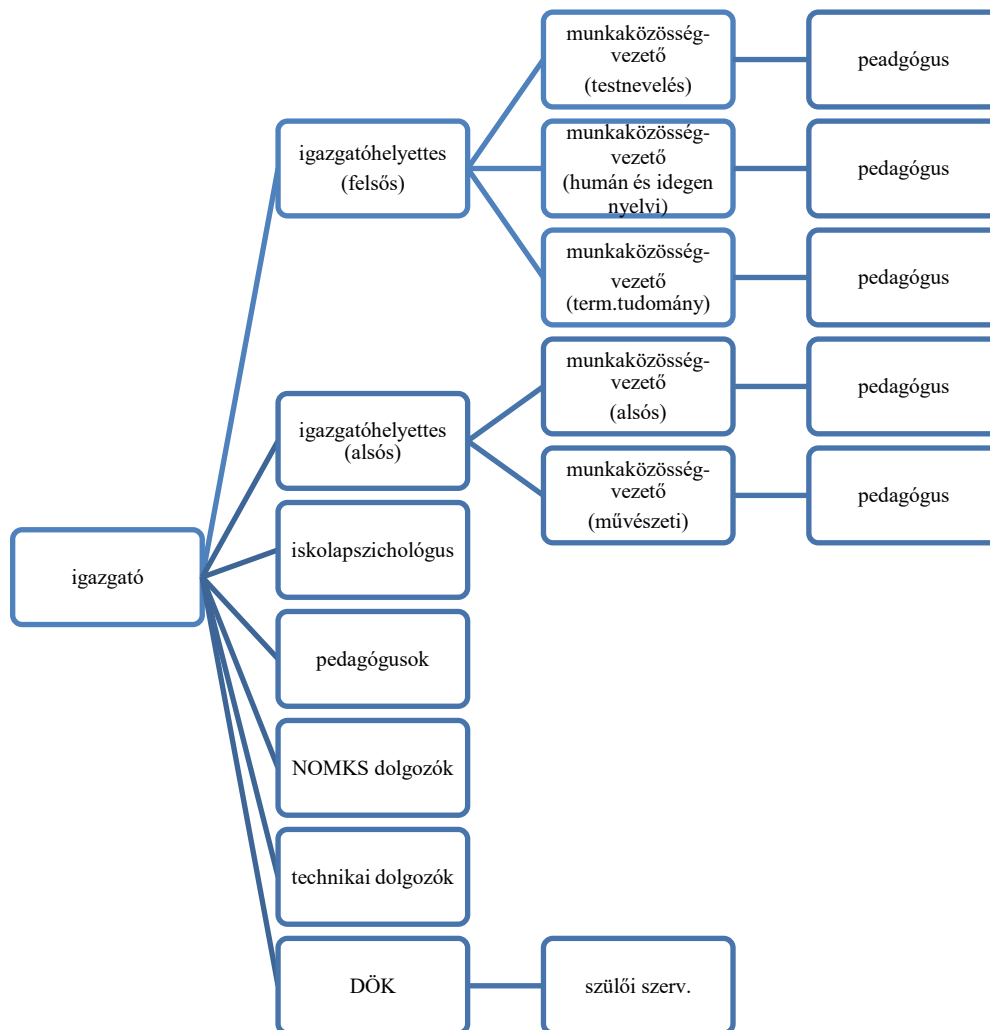 munkaközösség-
vezető
(testnevelés)
peadgógus
igazgatóhelyettes
(felsős)
munkaközösség-
vezető
(humán és idegen
nyelvi)
pedagógus
munkaközösség-
vezető
(term.tudomány)
pedagógus
munkaközösség-
vezető
(alsós)
pedagógus
igazgatóhelyettes
(alsós)
munkaközösség-
vezető
(művészeti)
pedagógus
igazgató
iskolapszichológus
pedagógusok
NOMKS dolgozók
technikai dolgozók
DÖK
szülői szerv.